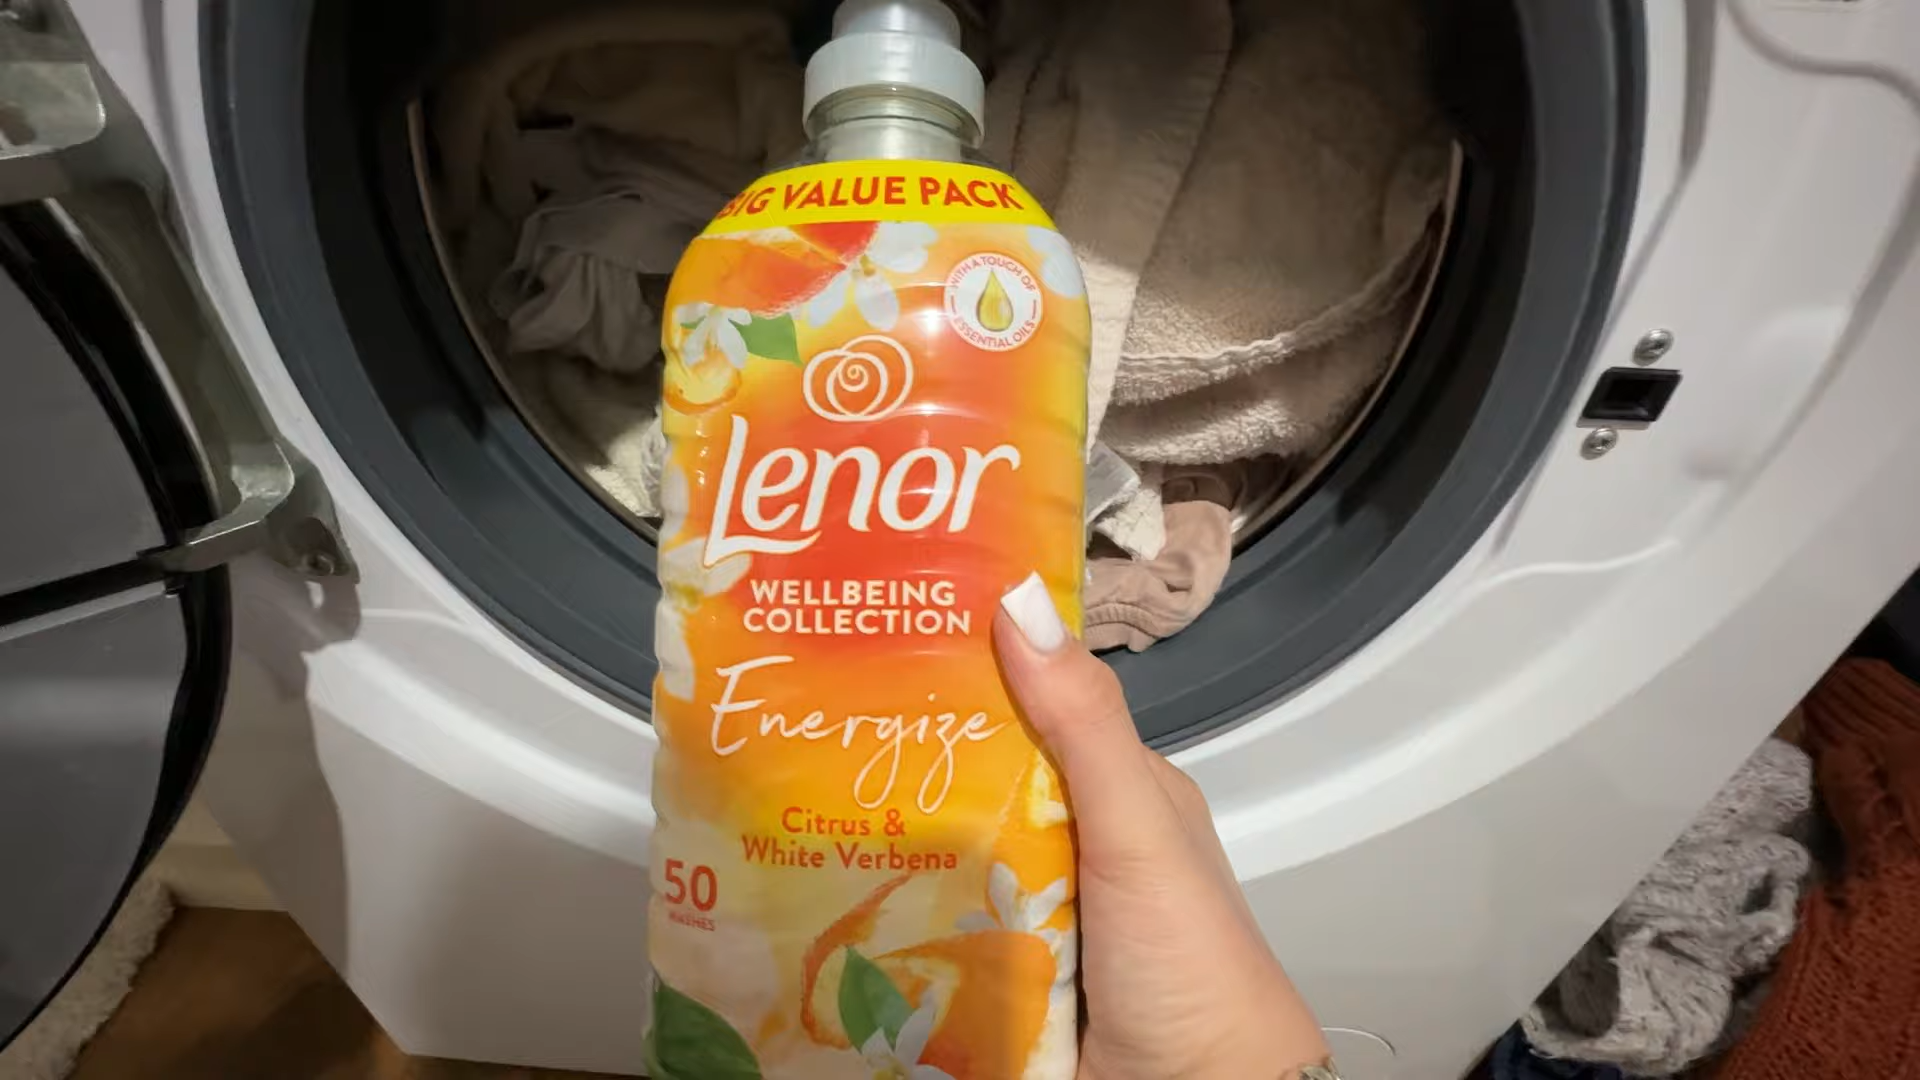 BIG VALUE PACK
WITH A TOUCH OF
ESSENTIAL OILS
Lenor
WELLBEING
COLLECTION
Energize
Citrus &
White Verbena
50
WASHES